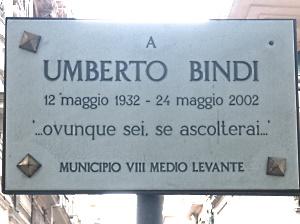 A
UMBERTO BINDI
12 maggio 1932 - 24 maggio 2002
'...ovunque sei, se ascolterai...'
MUNICIPIO VIII MEDIO LEVANTE